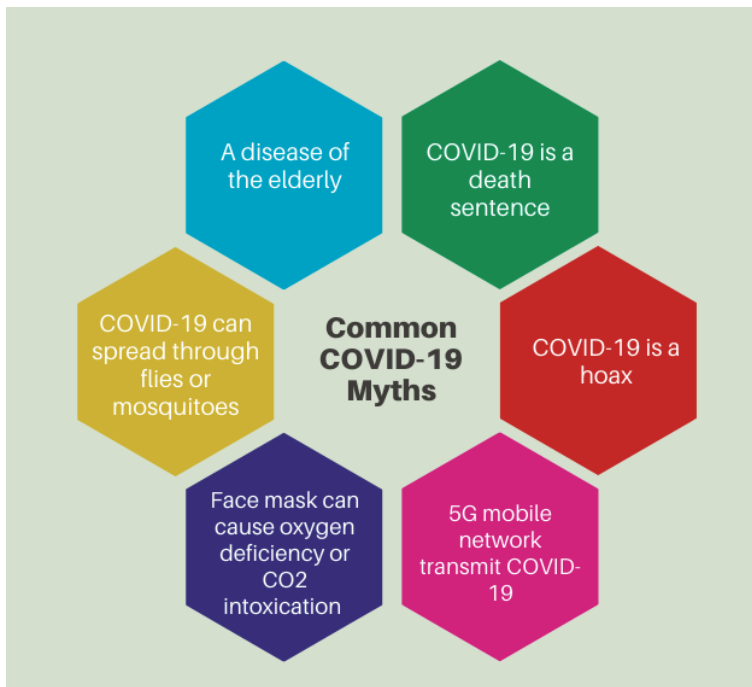 A disease of
the elderly
COVID-19 is a
death
sentence
COVID-19 can
spread through
flies or
mosquitoes
Common
COVID-19
Myths
COVID-19 is a
hoax
Face mask can
cause oxygen
deficiency or
CO2
intoxication
5G mobile
network
transmit COVID-
19